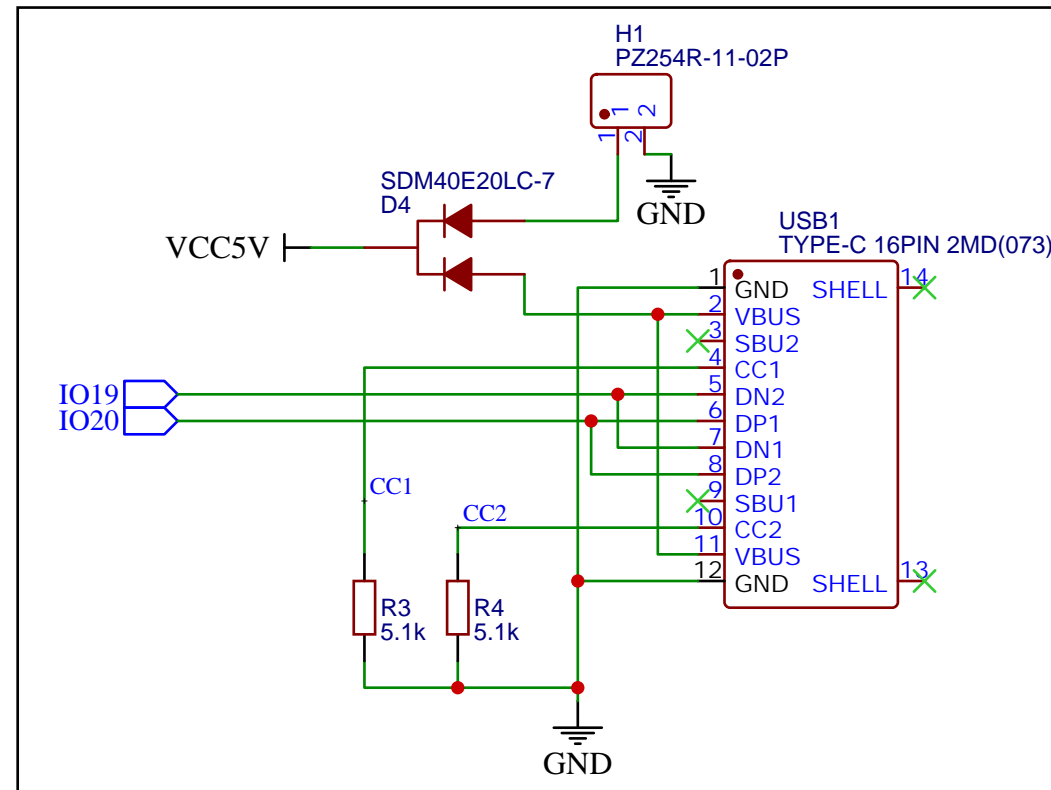 H1
PZ254R-11-02P
1 2
1 2
GND
SDM40E20LC-7
D4
VCC5V
USB1
TYPE-C 16PIN 2MD(073)
1 GND SHELL 14
2 VBUS
3 SBU2
4 CC1
IO19 5 DN2
IO20 6 DP1
7 DN1
8 DP2
CC1 9 SBU1
CC2 10 CC2
11 VBUS
12 GND SHELL 13
R3 R4
5.1k 5.1k
GND